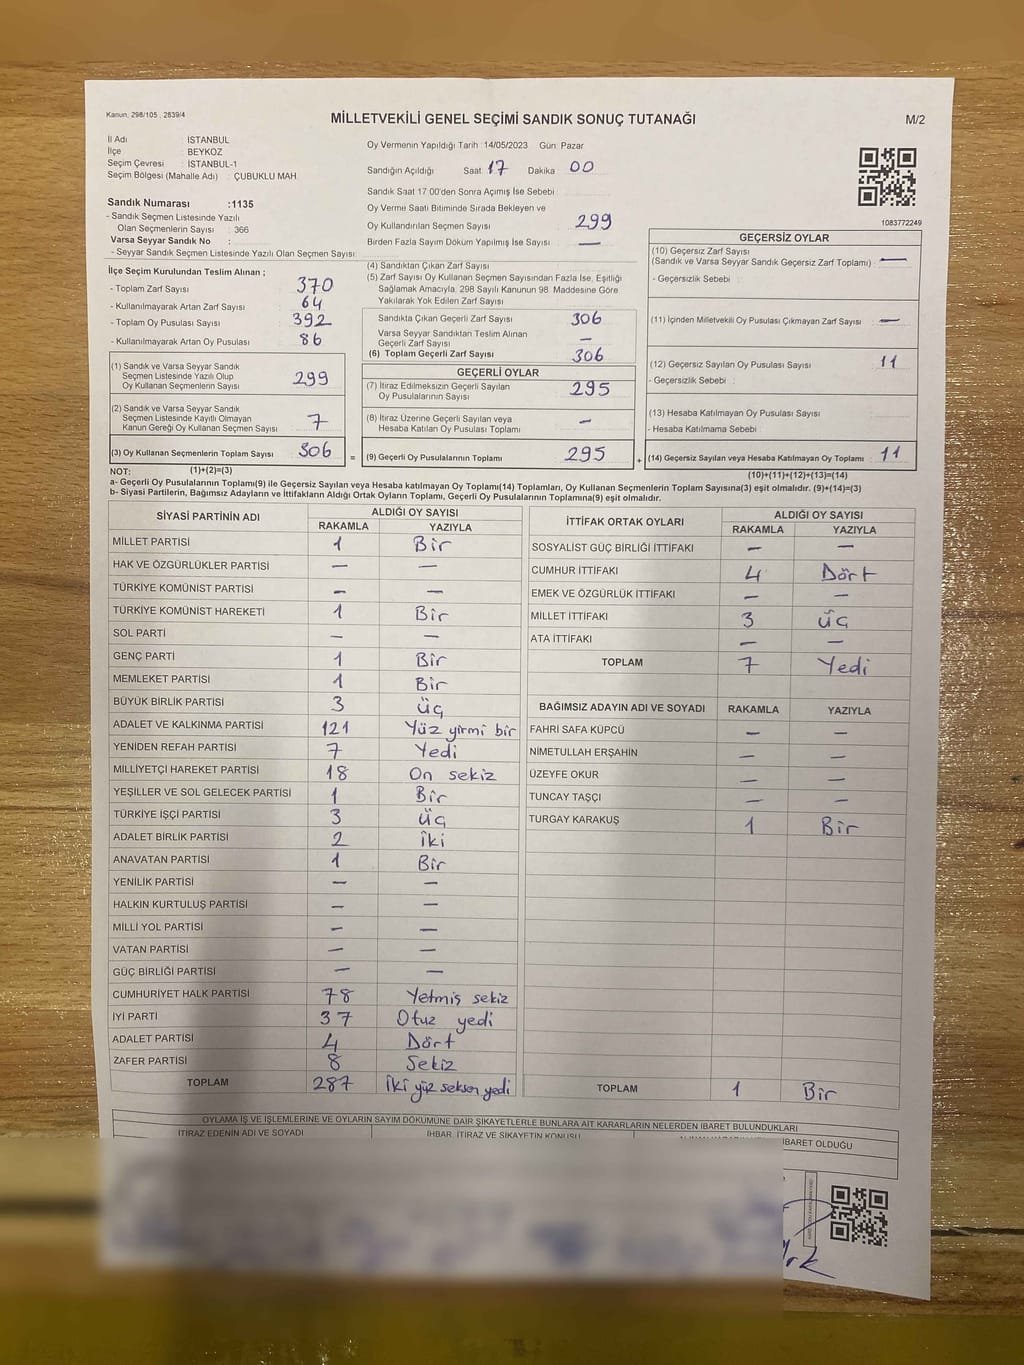 Kanun, 298/105 , 2839/4
MİLLETVEKİLİ GENEL SEÇİMİ SANDIK SONUÇ TUTANAĞI
M/2
İl Adı : İSTANBUL
İlçe : BEYKOZ
Seçim Çevresi : İSTANBUL-1
Seçim Bölgesi (Mahalle Adı) : ÇUBUKLU MAH.
Oy Vermenin Yapıldığı Tarih 14/05/2023 Gün: Pazar
Sandığın Açıldığı Saat 17 Dakika 00
Sandık Saat 17.00'den Sonra Açımış İse Sebebi
Oy Verme Saati Bitiminde Sırada Bekleyen ve
Oy Kullandırılan Seçmen Sayısı 299
Birden Fazla Sayım Döküm Yapılmış İse Sayısı —
1083772249
Sandık Numarası :1135
- Sandık Seçmen Listesinde Yazılı
Olan Seçmenlerin Sayısı : 366
Varsa Seyyar Sandık No :
- Seyyar Sandık Seçmen Listesinde Yazılı Olan Seçmen Sayısı:
İlçe Seçim Kurulundan Teslim Alınan ;
- Toplam Zarf Sayısı 370
- Kullanılmayarak Artan Zarf Sayısı 64
- Toplam Oy Pusulası Sayısı 392
- Kullanılmayarak Artan Oy Pusulası 86
(4) Sandıktan Çıkan Zarf Sayısı
(5) Zarf Sayısı Oy Kullanan Seçmen Sayısından Fazla İse, Eşitliği
Sağlamak Amacıyla, 298 Sayılı Kanunun 98. Maddesine Göre
Yakılarak Yok Edilen Zarf Sayısı
Sandıkta Çıkan Geçerli Zarf Sayısı 306
Varsa Seyyar Sandıktan Teslim Alınan
Geçerli Zarf Sayısı —
(6) Toplam Geçerli Zarf Sayısı 306
GEÇERSİZ OYLAR
(10) Geçersiz Zarf Sayısı
(Sandık ve Varsa Seyyar Sandık Geçersiz Zarf Toplamı) : —
- Geçersizlik Sebebi :
(11) İçinden Milletvekili Oy Pusulası Çıkmayan Zarf Sayısı : —
(12) Geçersiz Sayılan Oy Pusulası Sayısı : 11
- Geçersizlik Sebebi :
(13) Hesaba Katılmayan Oy Pusulası Sayısı :
- Hesaba Katılmama Sebebi :
(14) Geçersiz Sayılan veya Hesaba Katılmayan Oy Toplamı : 11
(10)+(11)+(12)+(13)=(14)
(1) Sandık ve Varsa Seyyar Sandık
Seçmen Listesinde Yazılı Olup
Oy Kullanan Seçmenlerin Sayısı 299
(2) Sandık ve Varsa Seyyar Sandık
Seçmen Listesinde Kayıtlı Olmayan
Kanun Gereği Oy Kullanan Seçmen Sayısı 7
(3) Oy Kullanan Seçmenlerin Toplam Sayısı 306
=
GEÇERLİ OYLAR
(7) İtiraz Edilmeksizin Geçerli Sayılan
Oy Pusulalarının Sayısı 295
(8) İtiraz Üzerine Geçerli Sayılan veya
Hesaba Katılan Oy Pusulası Toplamı —
(9) Geçerli Oy Pusulalarının Toplamı 295
+
NOT: (1)+(2)=(3)
a- Geçerli Oy Pusulalarının Toplamı(9) ile Geçersiz Sayılan veya Hesaba Katılmayan Oy Toplamı(14) Toplamları, Oy Kullanan Seçmenlerin Toplam Sayısına(3) eşit olmalıdır. (9)+(14)=(3)
b- Siyasi Partilerin, Bağımsız Adayların ve İttifakların Aldığı Ortak Oyların Toplamı, Geçerli Oy Pusulalarının Toplamına(9) eşit olmalıdır.
SİYASİ PARTİNİN ADI ALDIĞI OY SAYISI
RAKAMLA YAZIYLA
MİLLET PARTİSİ 1 Bir
HAK VE ÖZGÜRLÜKLER PARTİSİ — —
TÜRKİYE KOMÜNİST PARTİSİ — —
TÜRKİYE KOMÜNİST HAREKETİ 1 Bir
SOL PARTİ — —
GENÇ PARTİ 1 Bir
MEMLEKET PARTİSİ 1 Bir
BÜYÜK BİRLİK PARTİSİ 3 üç
ADALET VE KALKINMA PARTİSİ 121 Yüz yirmi bir
YENİDEN REFAH PARTİSİ 7 Yedi
MİLLİYETÇİ HAREKET PARTİSİ 18 On sekiz
YEŞİLLER VE SOL GELECEK PARTİSİ 1 Bir
TÜRKİYE İŞÇİ PARTİSİ 3 üç
ADALET BİRLİK PARTİSİ 2 iki
ANAVATAN PARTİSİ 1 Bir
YENİLİK PARTİSİ — —
HALKIN KURTULUŞ PARTİSİ — —
MİLLİ YOL PARTİSİ — —
VATAN PARTİSİ — —
GÜÇ BİRLİĞİ PARTİSİ — —
CUMHURİYET HALK PARTİSİ 78 Yetmiş sekiz
İYİ PARTİ 37 Otuz yedi
ADALET PARTİSİ 4 Dört
ZAFER PARTİSİ 8 Sekiz
TOPLAM 287 iki yüz seksen yedi
İTTİFAK ORTAK OYLARI ALDIĞI OY SAYISI
RAKAMLA YAZIYLA
SOSYALİST GÜÇ BİRLİĞİ İTTİFAKI — —
CUMHUR İTTİFAKI 4 Dört
EMEK VE ÖZGÜRLÜK İTTİFAKI — —
MİLLET İTTİFAKI 3 üç
ATA İTTİFAKI — —
TOPLAM 7 Yedi
BAĞIMSIZ ADAYIN ADI VE SOYADI RAKAMLA YAZIYLA
FAHRİ SAFA KÜPCÜ — —
NİMETULLAH ERŞAHİN — —
ÜZEYFE OKUR — —
TUNCAY TAŞÇI — —
TURGAY KARAKUŞ 1 Bir
TOPLAM 1 Bir
OYLAMA İŞ VE İŞLEMLERİNE VE OYLARIN SAYIM DÖKÜMÜNE DAİR ŞİKAYETLERLE BUNLARA AİT KARARLARIN NELERDEN İBARET BULUNDUKLARI
İTİRAZ EDENİN ADI VE SOYADI İHBAR, İTİRAZ VE ŞİKAYETİN KONUSU İBARET OLDUĞU